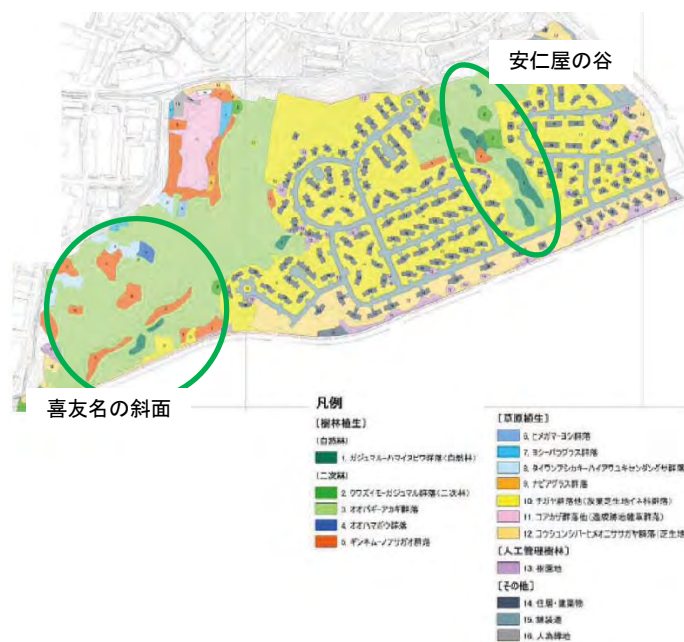 安仁屋の谷
喜友名の斜面
凡例
[樹林植生]
(自然林)
1. ガジュマル－ハマイヌビワ群落(自然林)
(二次林)
2. クワズイモ－ガジュマル群落(二次林)
3. オオバギ－アカギ群落
4. オオハマボウ群落
5. ギンネム－ノアサガオ群落
[草原植生]
6. ヒメガマ－ヨシ群落
7. ヨシ－パラグラス群落
8. タイワンアシカキ－ハイアワユキセンダングサ群落
9. ナピアグラス群落
10. チガヤ群落他(放棄芝生地イネ科群落)
11. コアカザ群落他(造成跡地雑草群落)
12. コウシュンシバ－ヒメオニササガヤ群落(芝生地
[人工管理樹林]
13. 樹園地
[その他]
14. 住居・建築物
15. 舗装道
16. 人為裸地